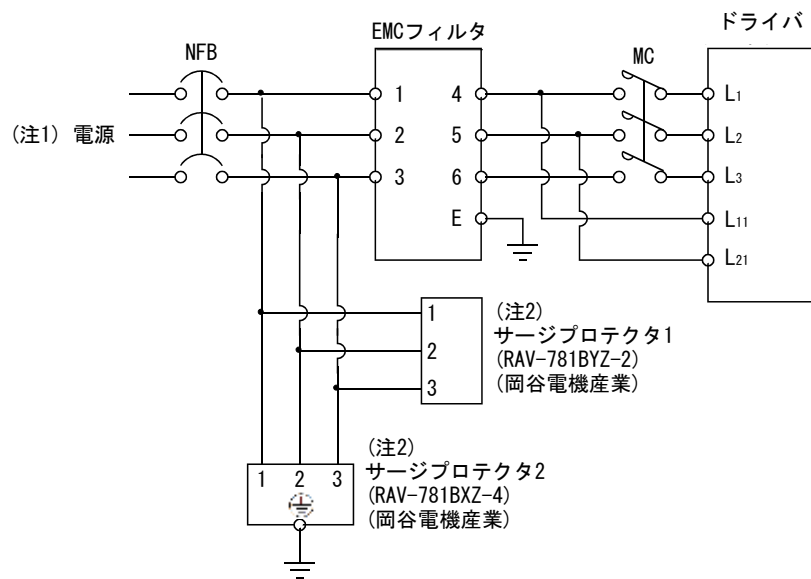 ドライバ
EMCフィルタ
NFB
MC
1
4
L1
(注1) 電源
2
5
L2
3
6
L3
E
L11
L21
1
2
3
(注2)
サージプロテクタ1
(RAV-781BYZ-2)
(岡谷電機産業)
(注2)
サージプロテクタ2
(RAV-781BXZ-4)
(岡谷電機産業)
1 2 3